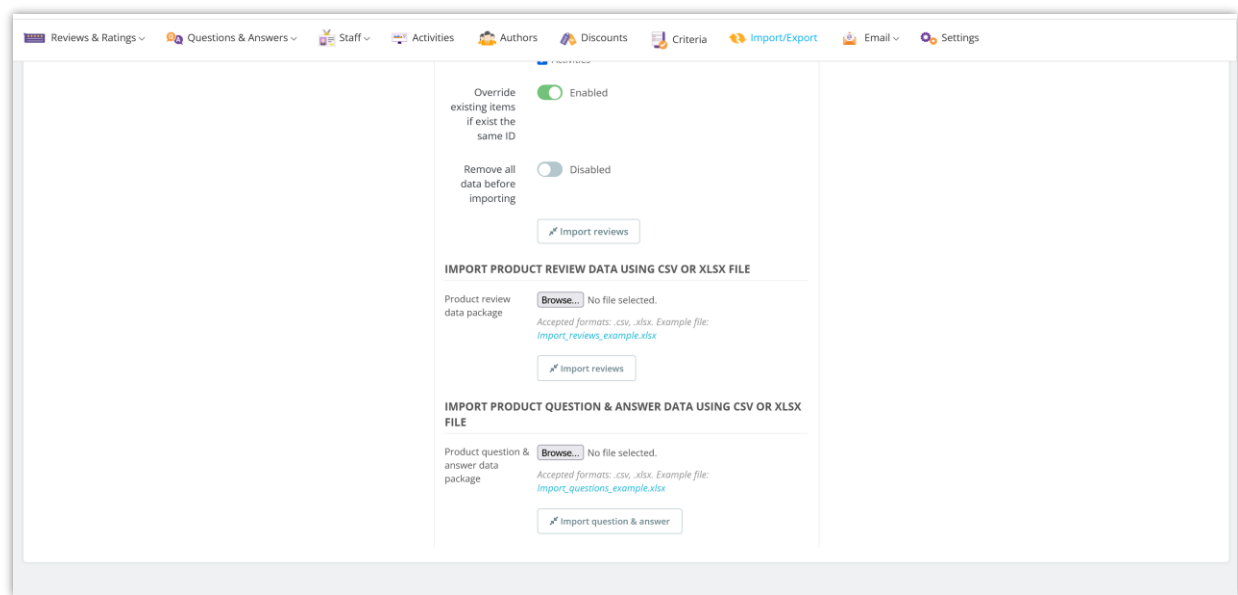 Reviews & Ratings Questions & Answers Staff Activities Authors Discounts Criteria Import/Export Email Settings
Activities
Override existing items if exist the same ID
Enabled
Remove all data before importing
Disabled
Import reviews
IMPORT PRODUCT REVIEW DATA USING CSV OR XLSX FILE
Product review
data package
Browse... No file selected.
Accepted formats: .csv, .xlsx. Example file:
Import_reviews_example.xlsx
Import reviews
IMPORT PRODUCT QUESTION & ANSWER DATA USING CSV OR XLSX
FILE
Product question &
answer data
package
Browse... No file selected.
Accepted formats: .csv, .xlsx. Example file:
Import_questions_example.xlsx
Import question & answer